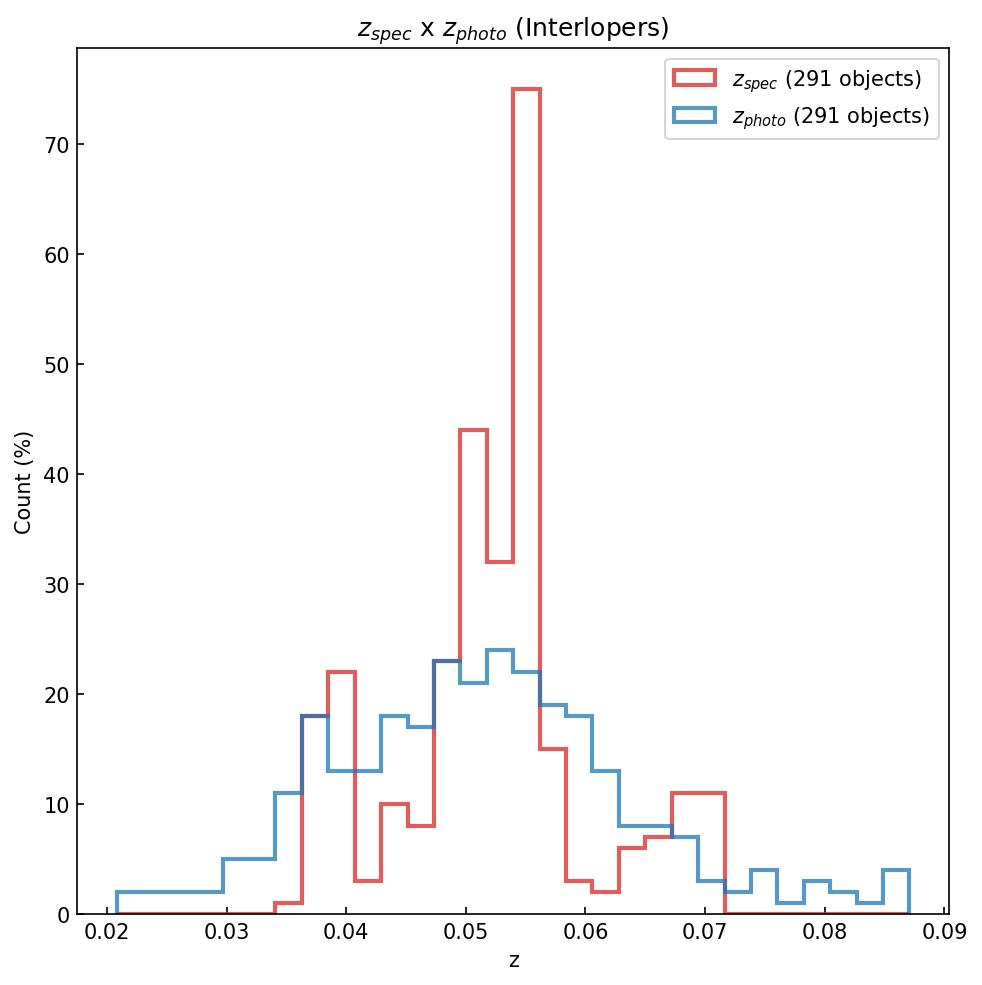 z_spec x z_photo (Interlopers)
z_spec (291 objects)
z_photo (291 objects)
Count (%)
70
60
50
40
30
20
10
0
0.02 0.03 0.04 0.05 0.06 0.07 0.08 0.09
z